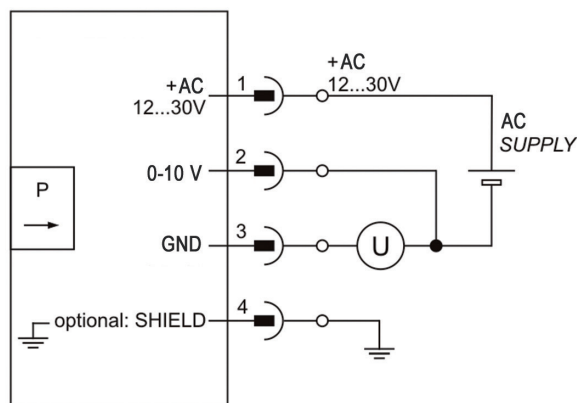 +AC
12...30V
1
+AC
12...30V
AC
SUPPLY
2
0-10 V
P
3
GND
U
4
optional: SHIELD